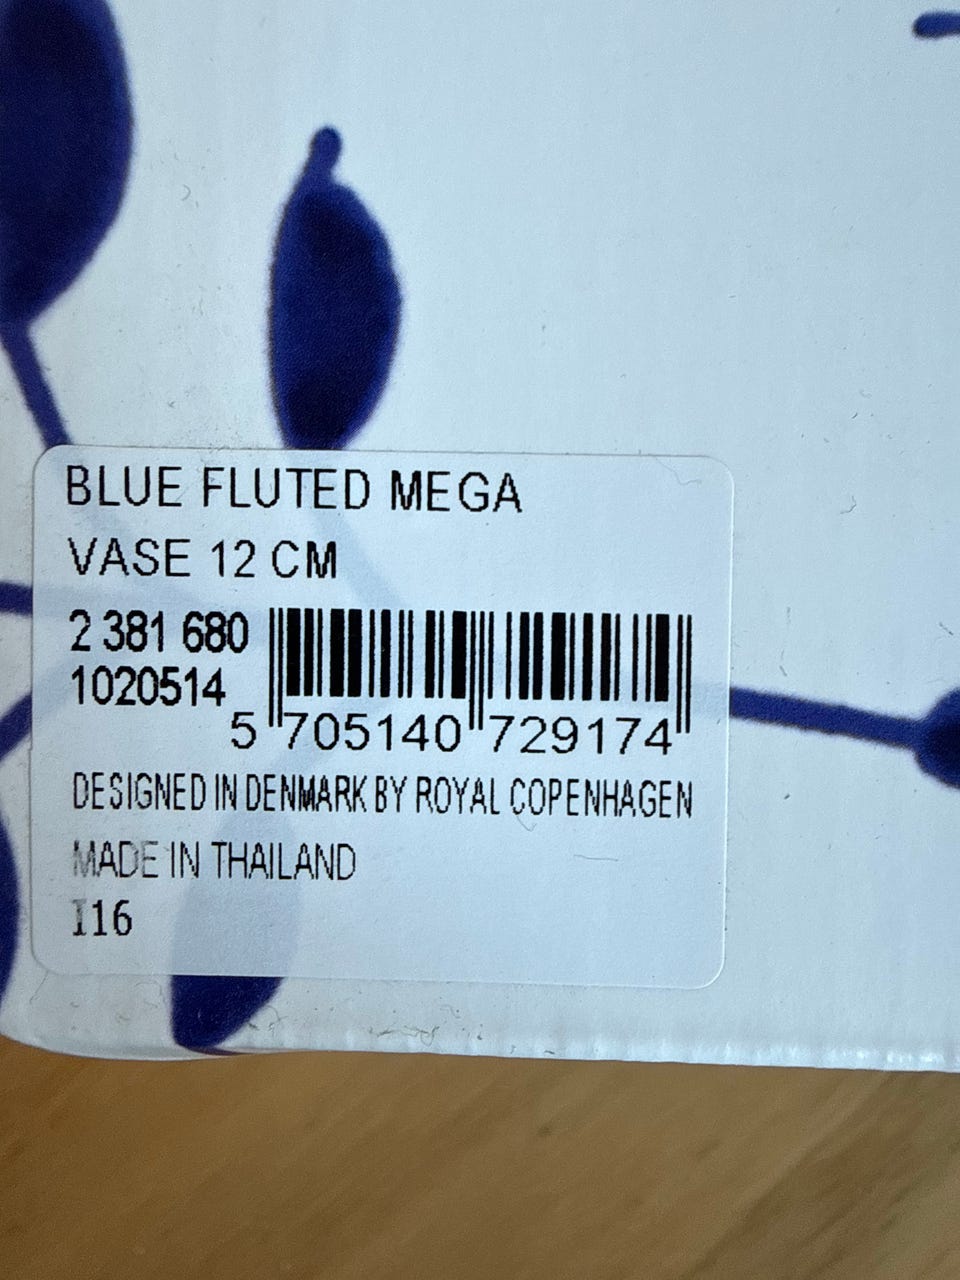 BLUE FLUTED MEGA
VASE 12 CM
2 381 680
1020514
5 705140 729174
DESIGNED IN DENMARK BY ROYAL COPENHAGEN
MADE IN THAILAND
I16